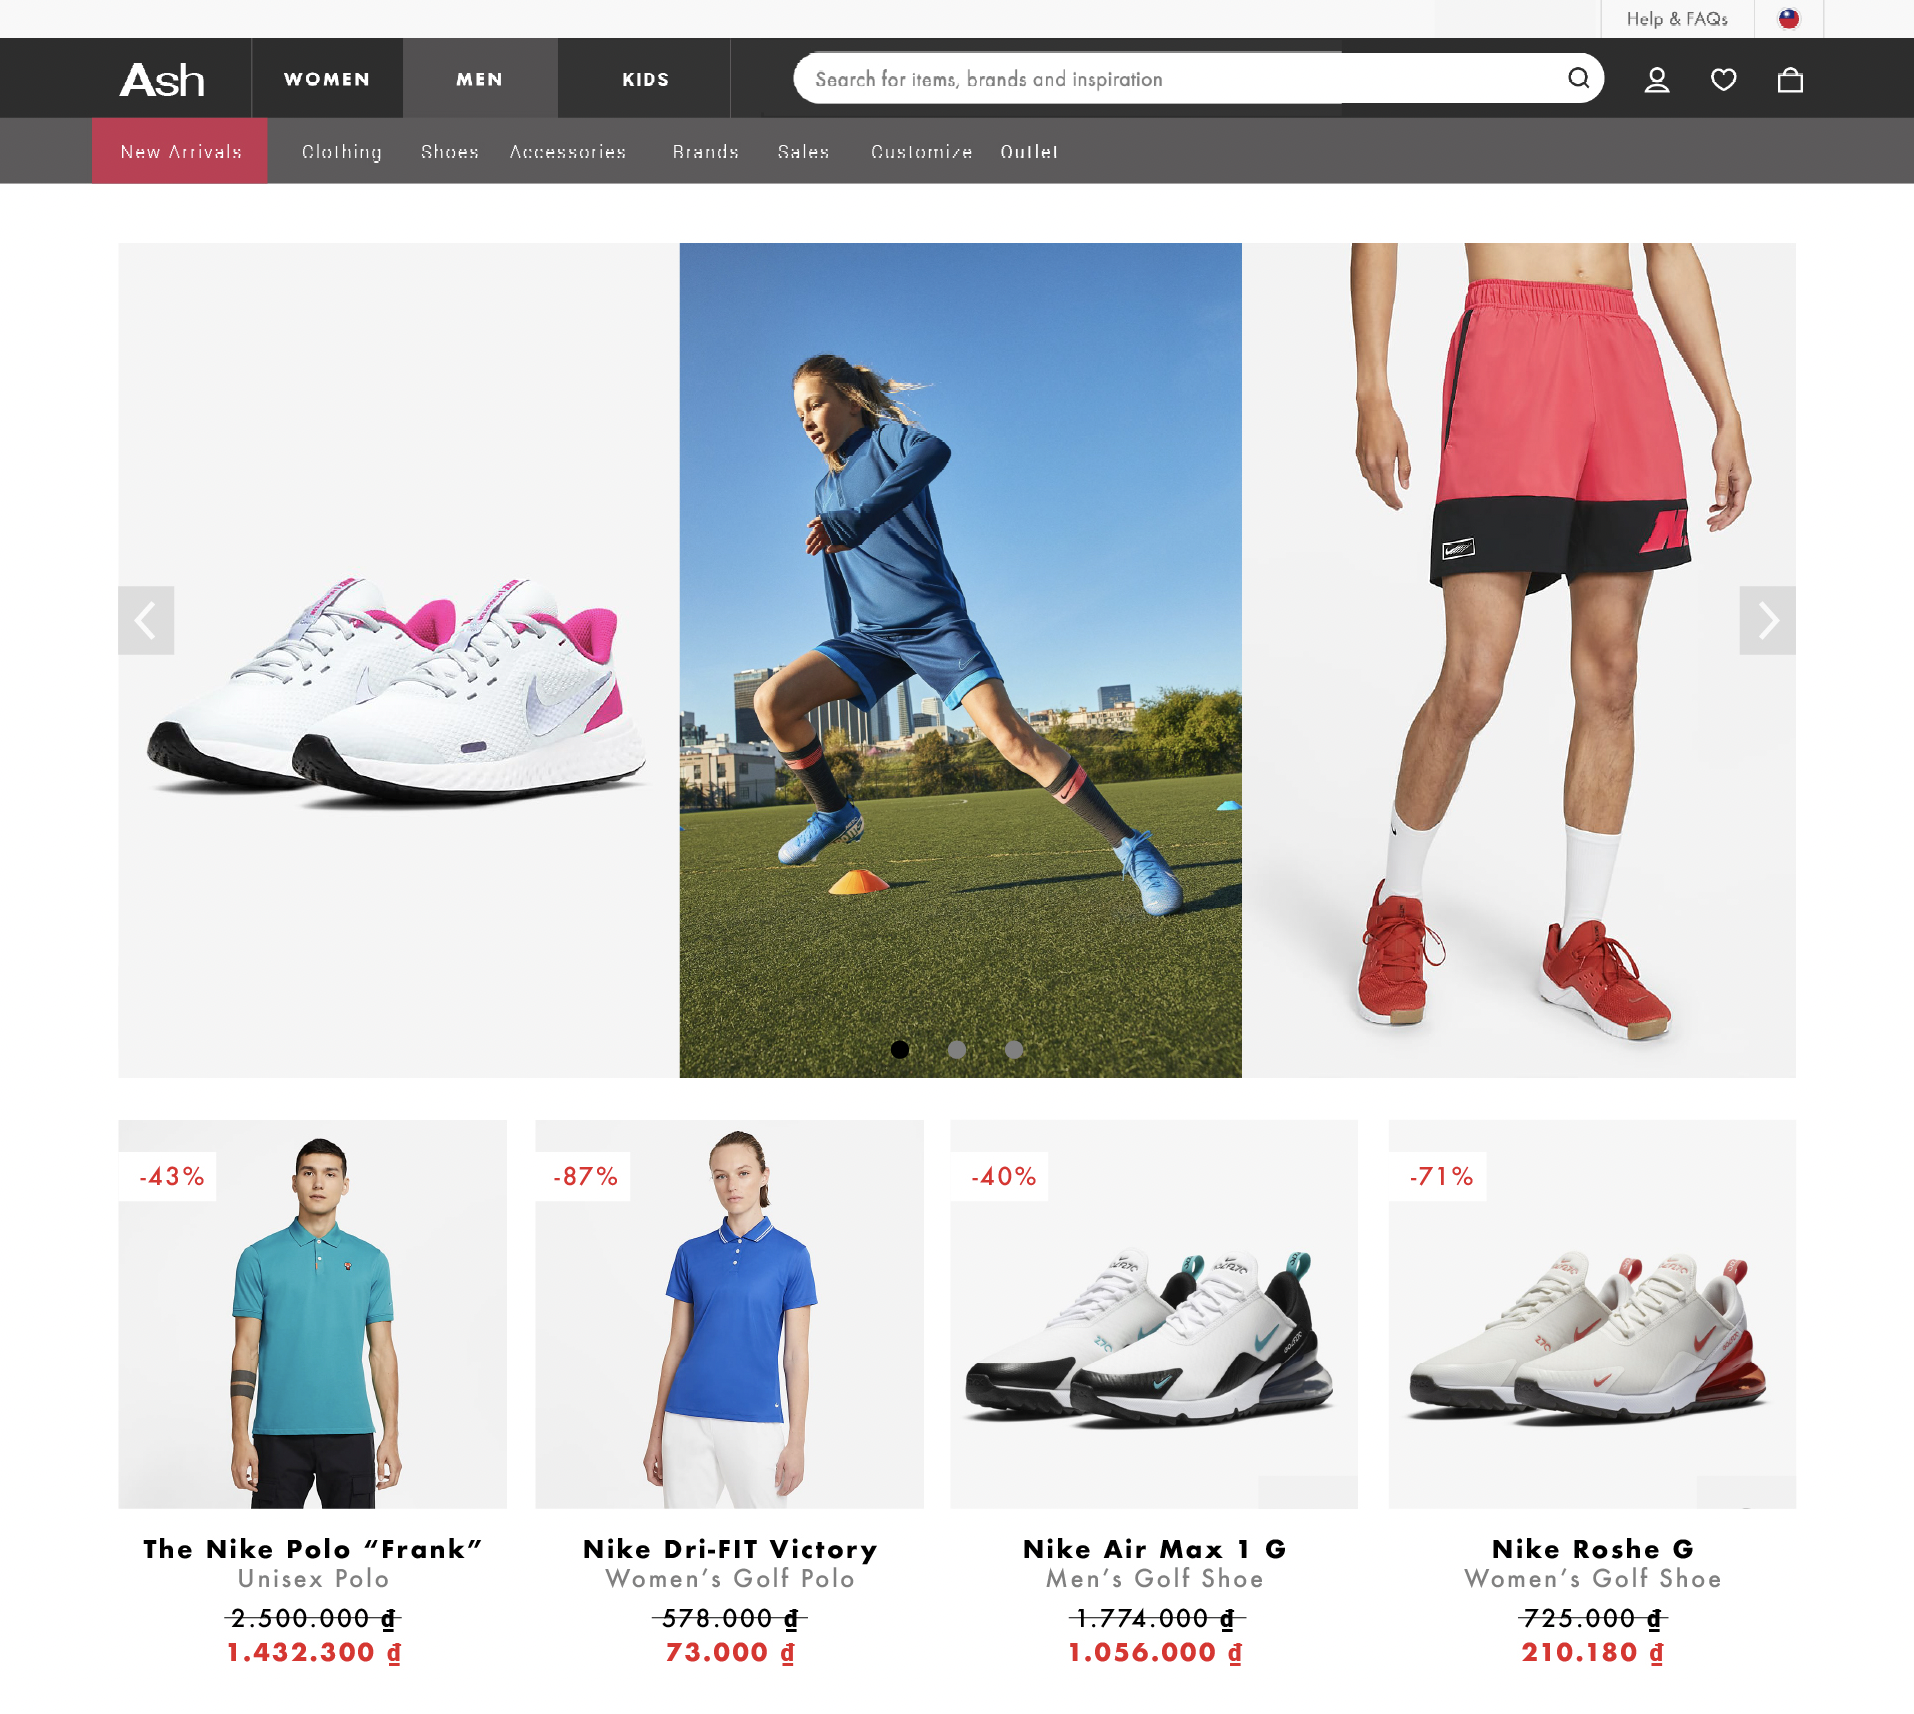 Help & FAQs
Ash
WOMEN
MEN
KIDS
Search for items, brands and inspiration
New Arrivals
Clothing
Shoes
Accessories
Brands
Sales
Customize
Outlet
-43%
-87%
-40%
-71%
The Nike Polo “Frank”
Unisex Polo
2.500.000 ₫
1.432.300 ₫
Nike Dri-FIT Victory
Women’s Golf Polo
578.000 ₫
73.000 ₫
Nike Air Max 1 G
Men’s Golf Shoe
1.774.000 ₫
1.056.000 ₫
Nike Roshe G
Women’s Golf Shoe
725.000 ₫
210.180 ₫